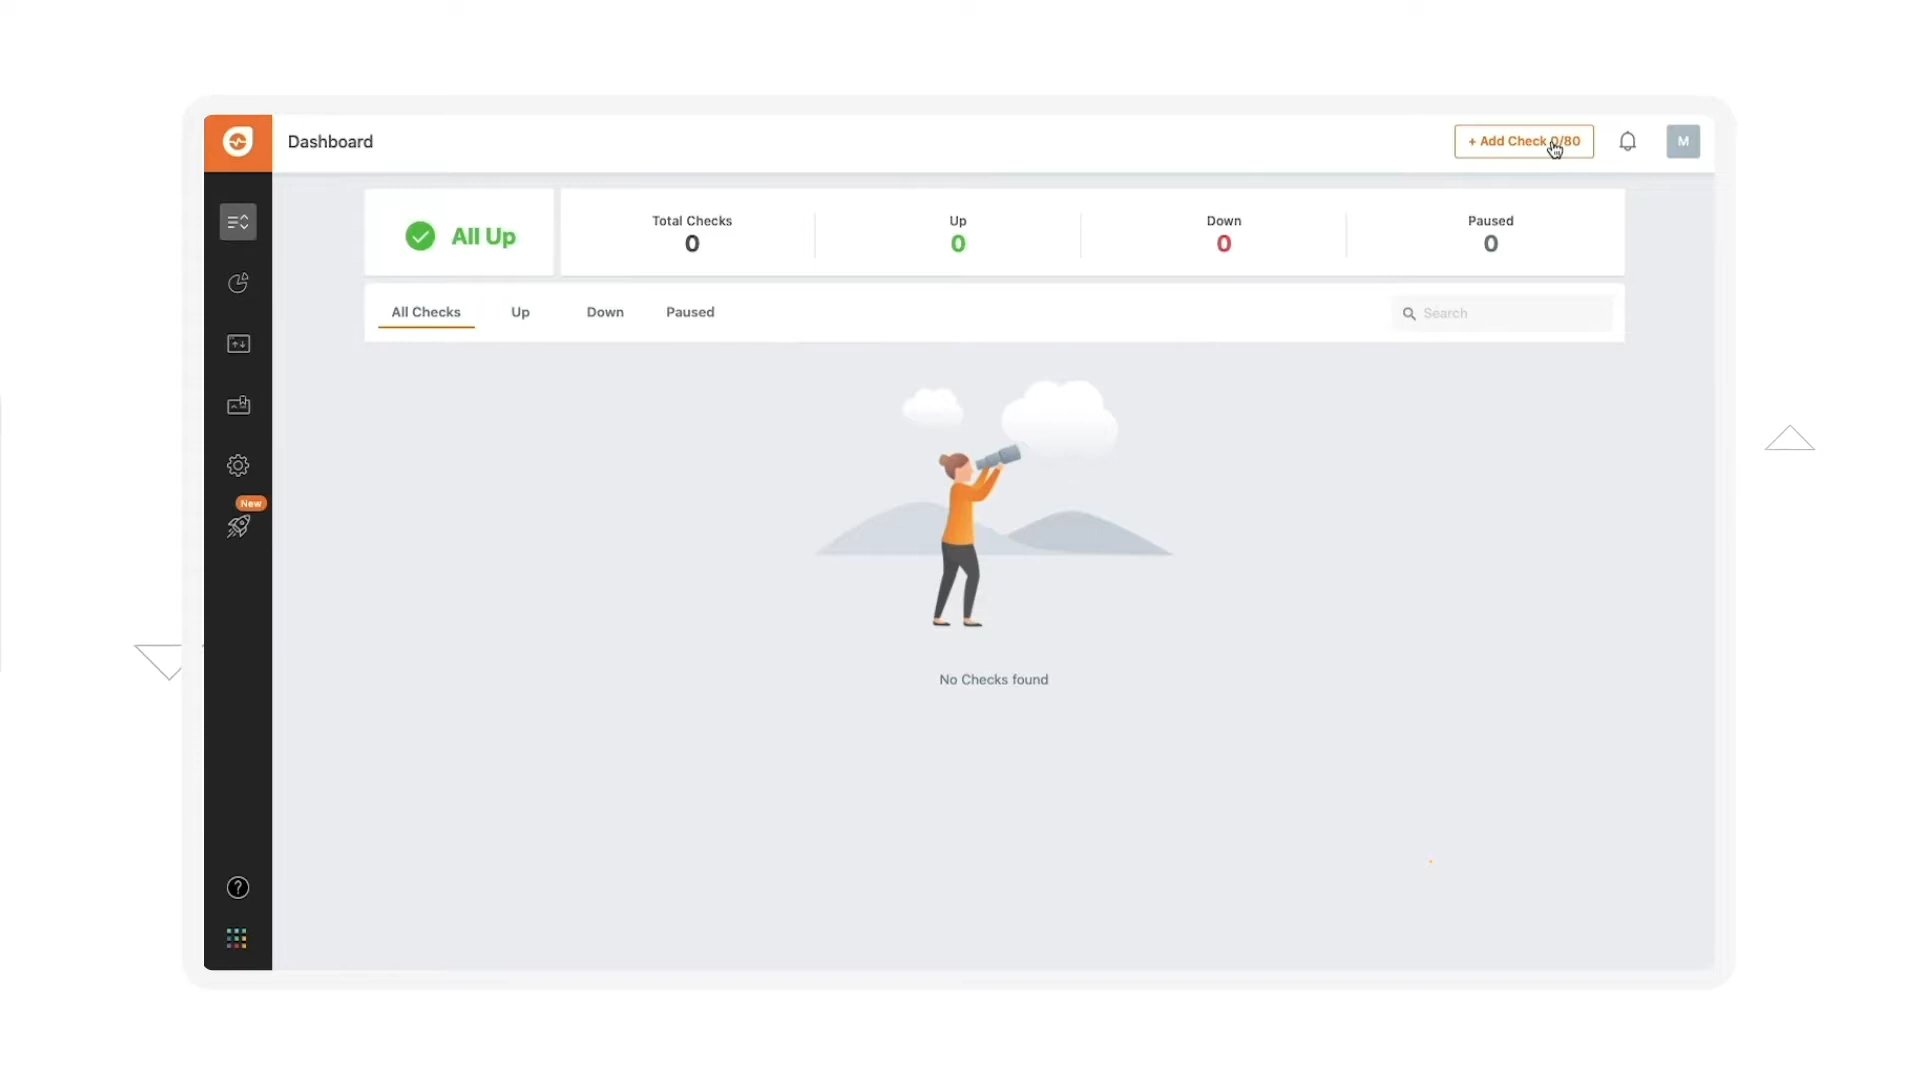 Dashboard
+ Add Check 0/80
M
All Up
Total Checks
0
Up
0
Down
0
Paused
0
All Checks
Up
Down
Paused
Search
New
No Checks found
?